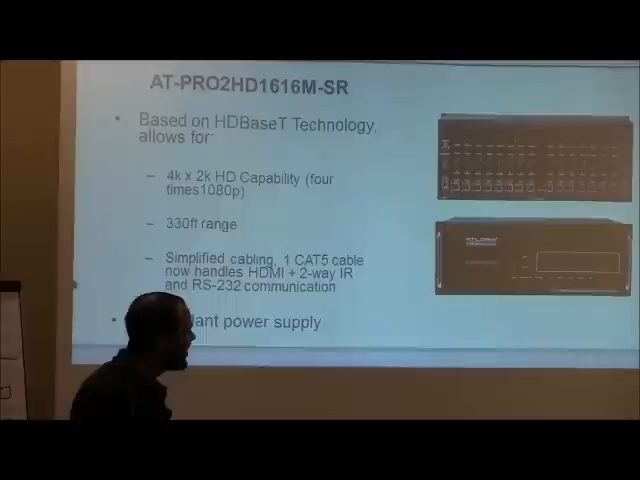 AT-PRO2HD1616M-SR
• Based on HDBaseT Technology,
allows for:
– 4k x 2k HD Capability (four
times1080p)
– 330ft range
– Simplified cabling, 1 CAT5 cable
now handles HDMI + 2-way IR
and RS-232 communication
• power supply
ATLONA